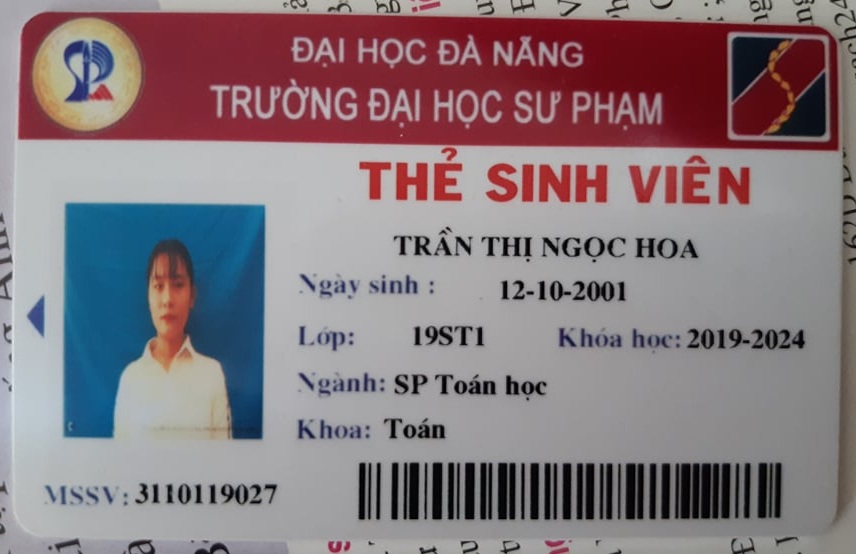 ĐẠI HỌC ĐÀ NẴNG
TRƯỜNG ĐẠI HỌC SƯ PHẠM
THẺ SINH VIÊN
TRẦN THỊ NGỌC HOA
Ngày sinh : 12-10-2001
Lớp: 19ST1 Khóa học: 2019-2024
Ngành: SP Toán học
Khoa: Toán
MSSV: 3110119027